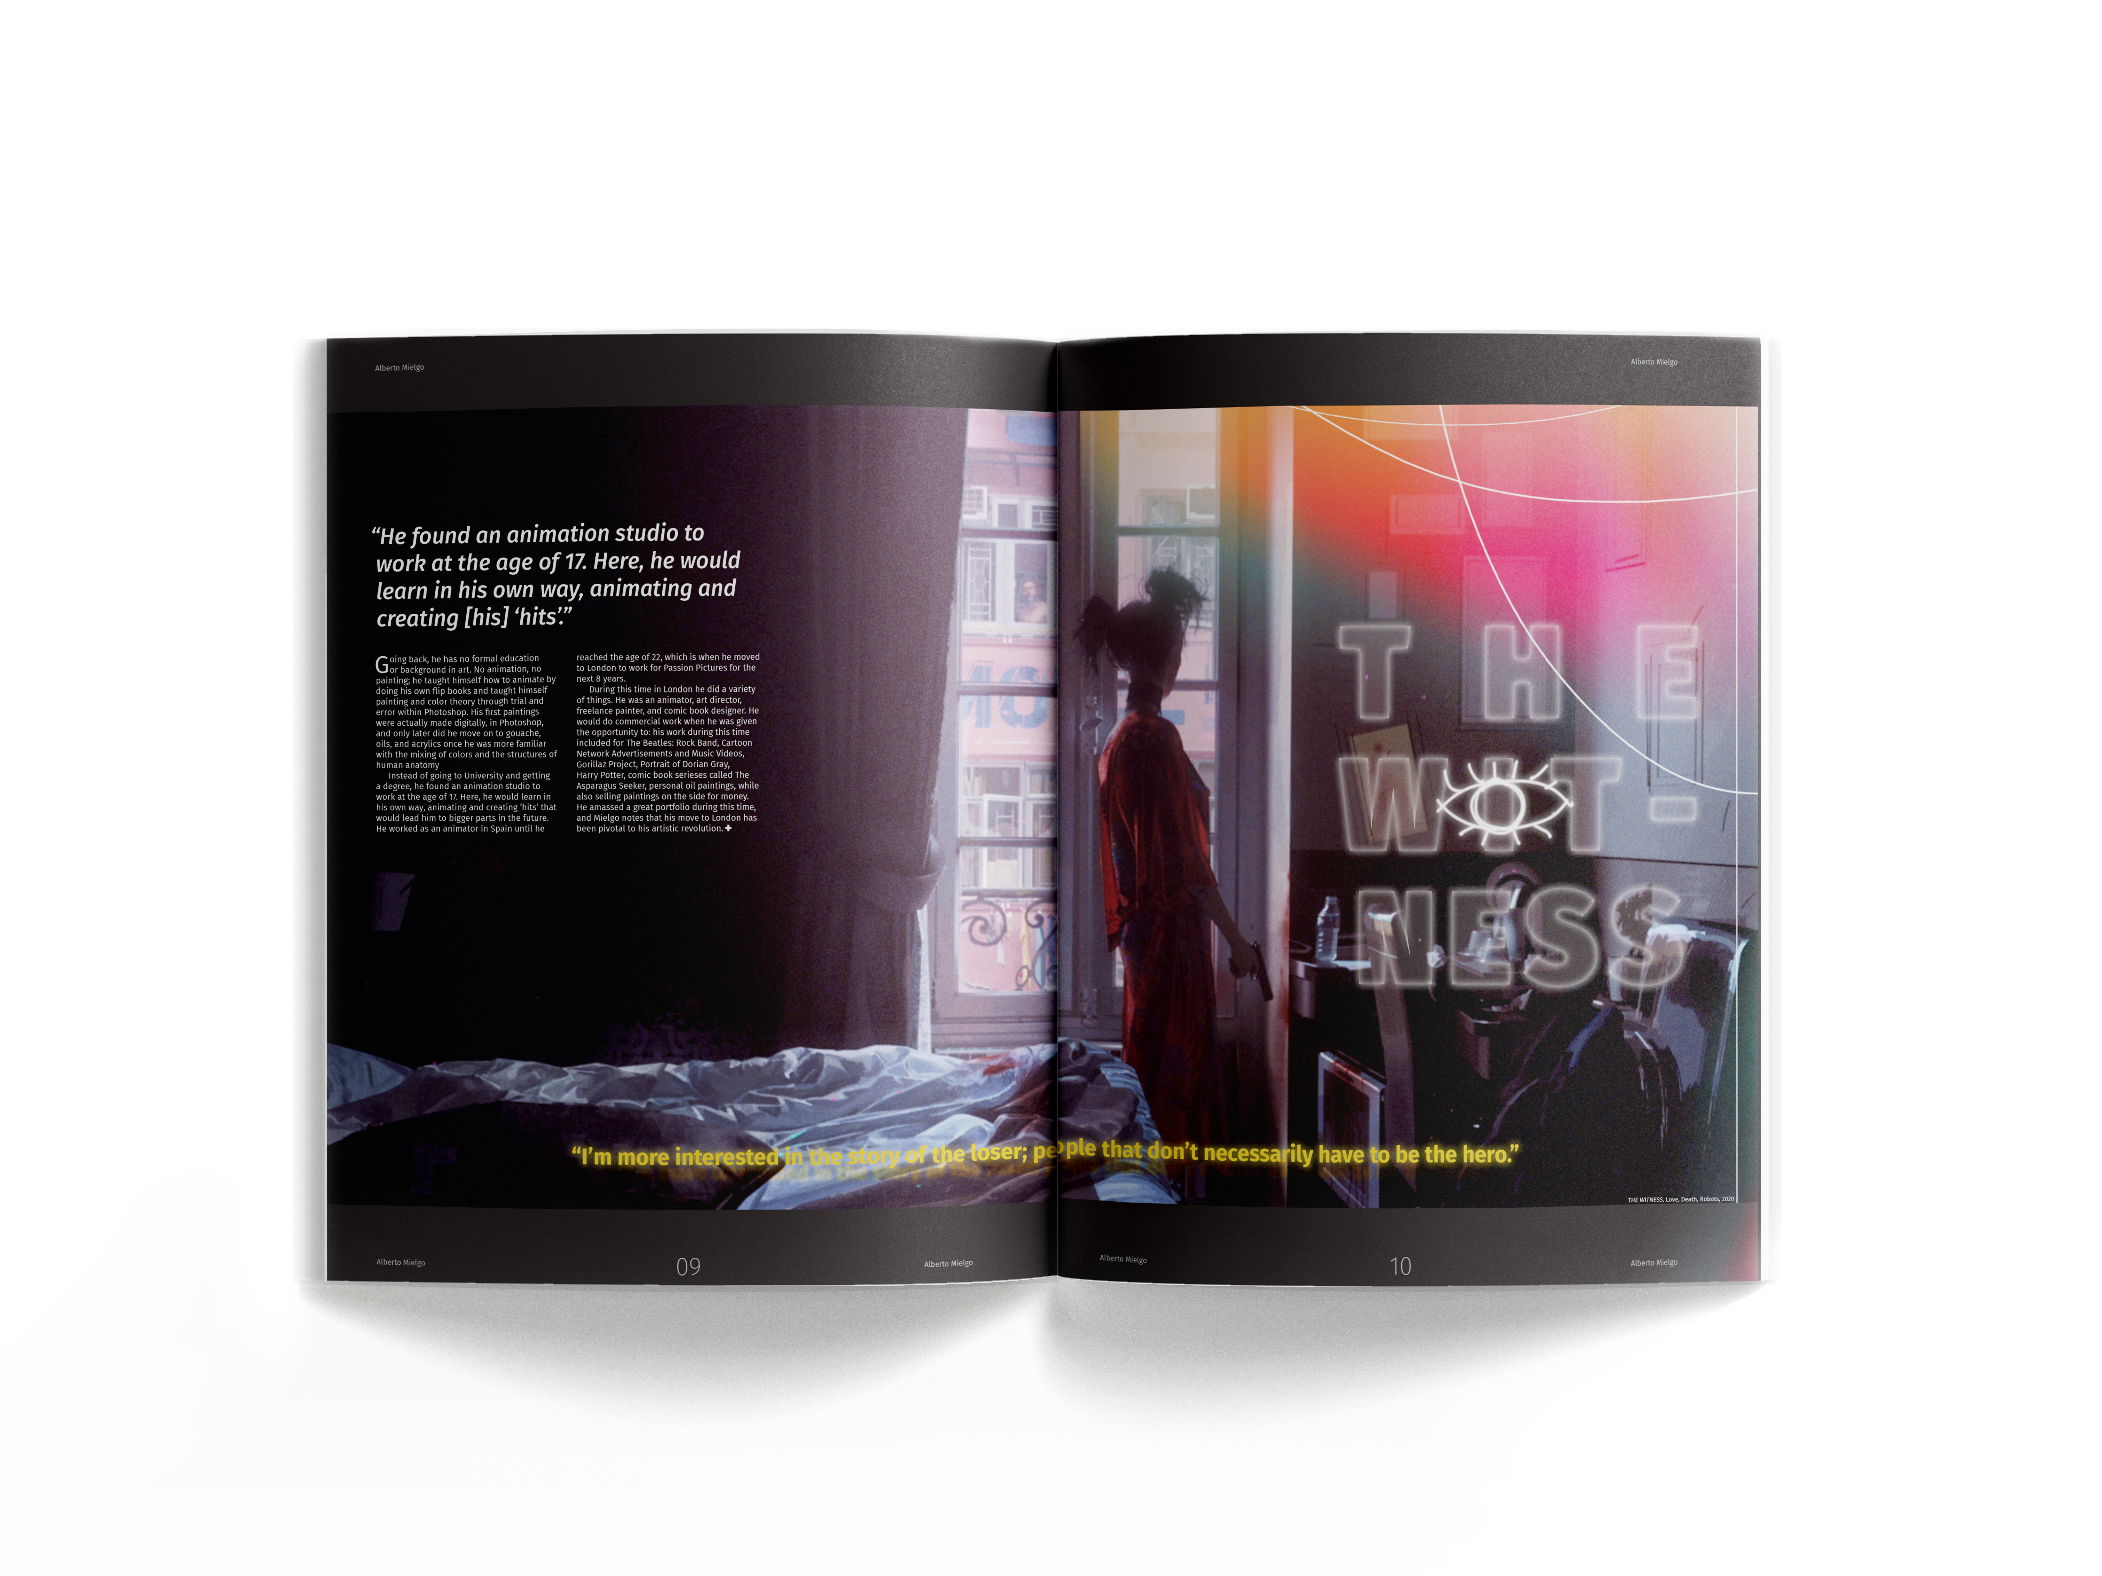 Alberto Mielgo
Alberto Mielgo
“He found an animation studio to
work at the age of 17. Here, he would
learn in his own way, animating and
creating [his] ‘hits’.”
Going back, he has no formal education
or background in art. No animation, no
painting; he taught himself how to animate by
doing his own flip books and taught himself
painting and color theory through trial and
error within Photoshop. His first paintings
were actually made digitally, in Photoshop,
and only later did he move on to gouache,
oils, and acrylics once he was more familiar
with the mixing of colors and the structures of
human anatomy
Instead of going to University and getting
a degree, he found an animation studio to
work at the age of 17. Here, he would learn in
his own way, animating and creating ‘hits’ that
would lead him to bigger parts in the future.
He worked as an animator in Spain until he
reached the age of 22, which is when he moved
to London to work for Passion Pictures for the
next 8 years.
During this time in London he did a variety
of things. He was an animator, art director,
freelance painter, and comic book designer. He
would do commercial work when he was given
the opportunity to: his work during this time
included for The Beatles: Rock Band, Cartoon
Network Advertisements and Music Videos,
Gorillaz Project, Portrait of Dorian Gray,
Harry Potter, comic book serieses called The
Asparagus Seeker, personal oil paintings, while
also selling paintings on the side for money.
He amassed a great portfolio during this time,
and Mielgo notes that his move to London has
been pivotal to his artistic revolution.✚
THE
WIT-
NESS
“I’m more interested in the story of the loser; people that don’t necessarily have to be the hero.”
THE WITNESS, Love, Death, Robots, 2020
Alberto Mielgo
09
Alberto Mielgo
Alberto Mielgo
10
Alberto Mielgo